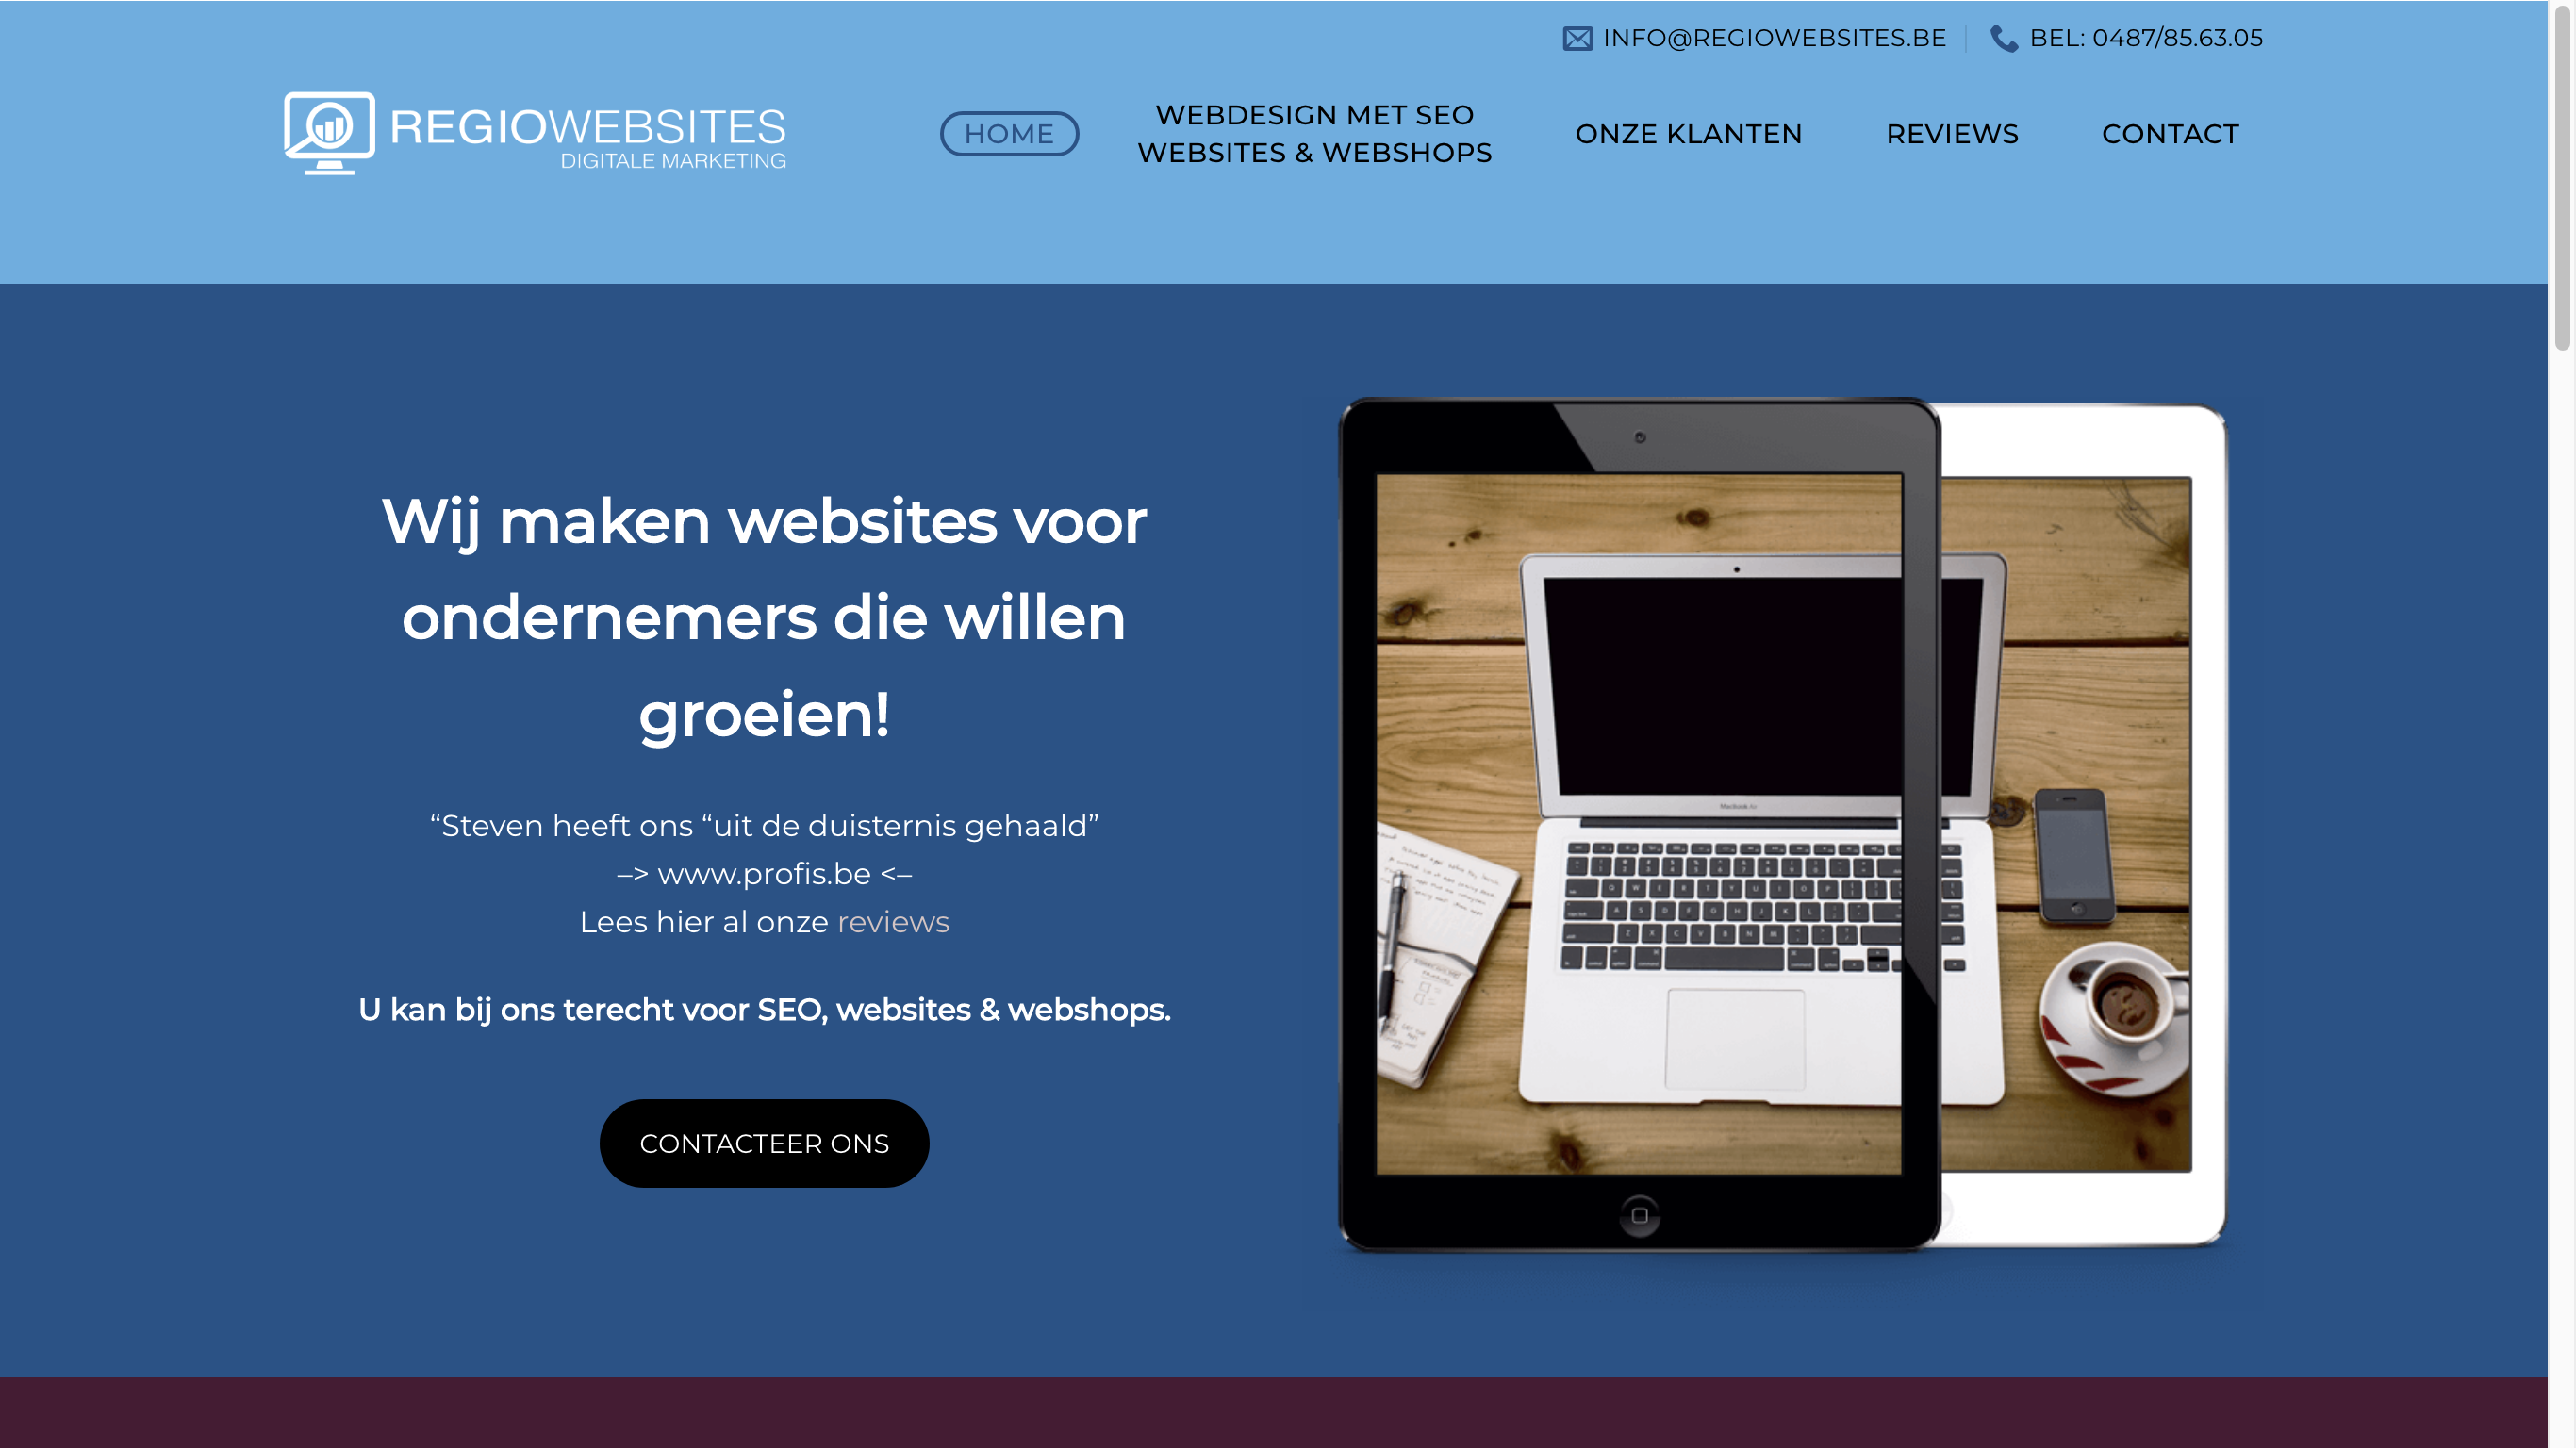 INFO@REGIOWEBSITES.BE
BEL: 0487/85.63.05
REGIOWEBSITES
DIGITALE MARKETING
HOME
WEBDESIGN MET SEO
WEBSITES & WEBSHOPS
ONZE KLANTEN
REVIEWS
CONTACT
Wij maken websites voor
ondernemers die willen
groeien!
“Steven heeft ons “uit de duisternis gehaald”
–> www.profis.be <–
Lees hier al onze reviews
U kan bij ons terecht voor SEO, websites & webshops.
CONTACTEER ONS
MacBook Air